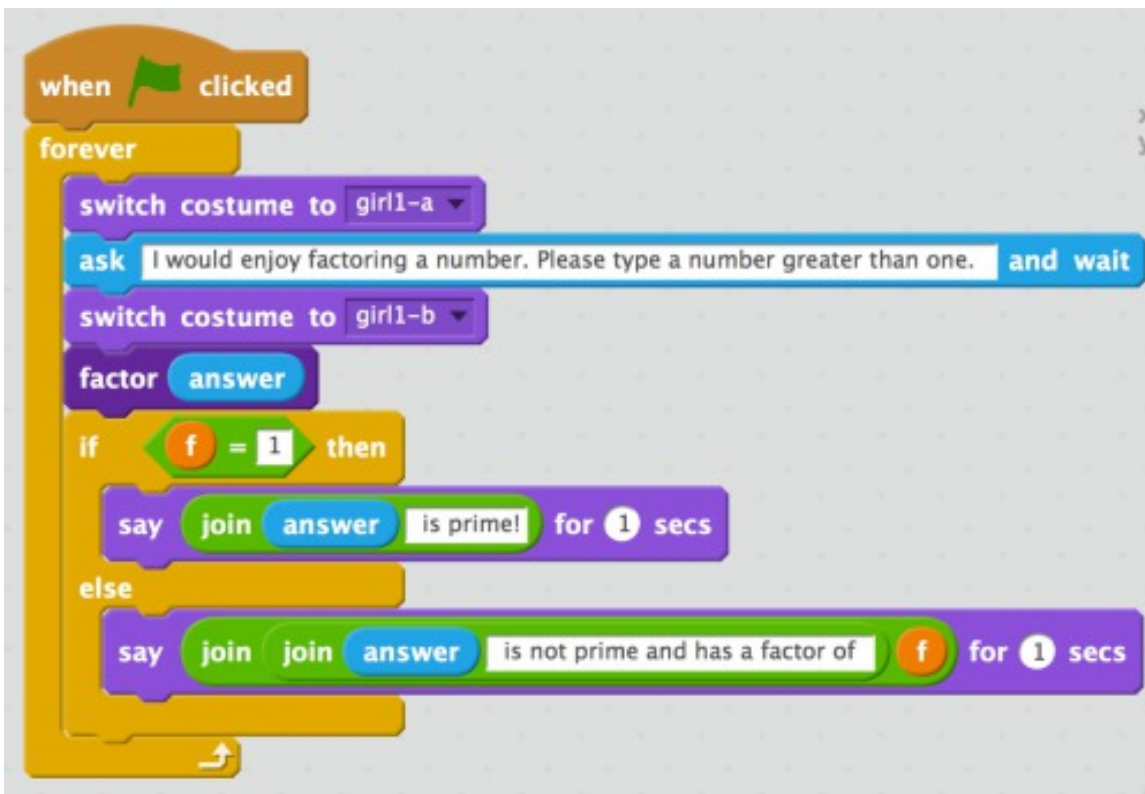 when clicked
forever
switch costume to girl1-a
ask I would enjoy factoring a number. Please type a number greater than one. and wait
switch costume to girl1-b
factor answer
if f = 1 then
say join answer is prime! for 1 secs
else
say join join answer is not prime and has a factor of f for 1 secs